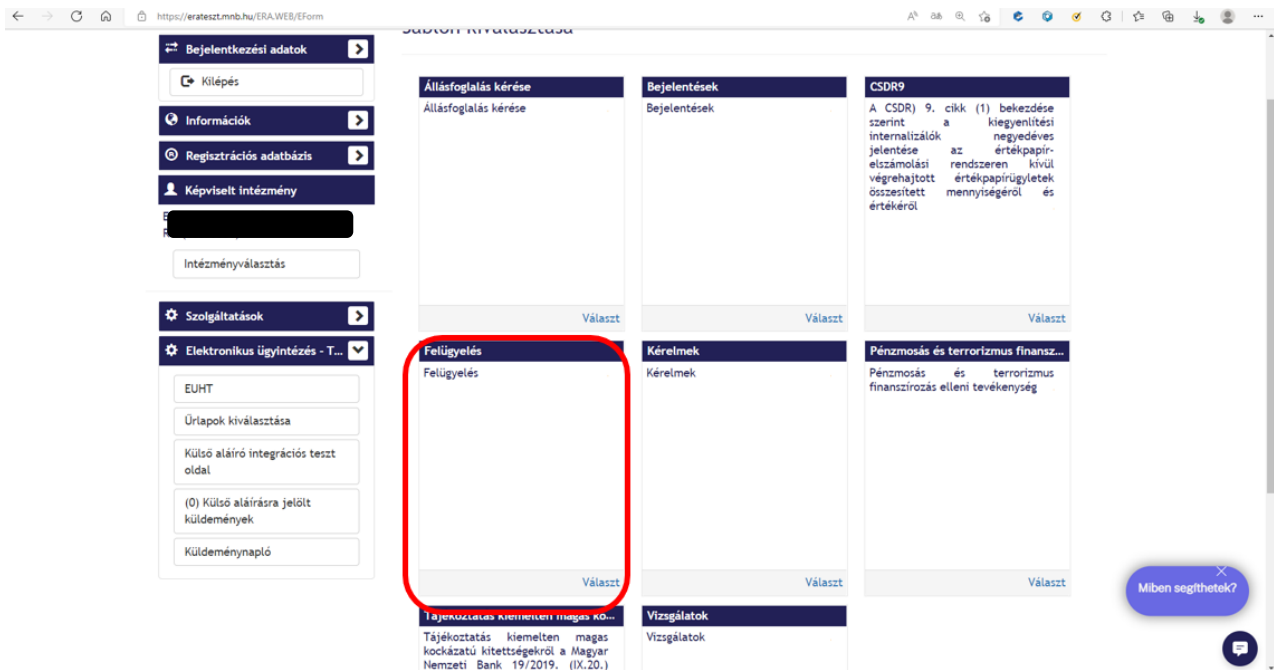 https://erateszt.mnb.hu/ERA.WEB/EForm
Sablon kiválasztása
Bejelentkezési adatok
Kilépés
Információk
Regisztrációs adatbázis
Képviselt intézmény
Intézményválasztás
Szolgáltatások
Elektronikus ügyintézés - T...
EUHT
Űrlapok kiválasztása
Külső aláíró integrációs teszt
oldal
(0) Külső aláírásra jelölt
küldemények
Küldeménynapló
Állásfoglalás kérése
Állásfoglalás kérése
Választ
Bejelentések
Bejelentések
Választ
CSDR9
A CSDR) 9. cikk (1) bekezdése
szerint a kiegyenlítési
internalizálók negyedéves
jelentése az értékpapír-
elszámolási rendszeren kívül
végrehajtott értékpapírügyletek
összesített mennyiségéről és
értékéről
Választ
Felügyelés
Felügyelés
Választ
Kérelmek
Kérelmek
Választ
Pénzmosás és terrorizmus finansz...
Pénzmosás és terrorizmus
finanszírozás elleni tevékenység
Választ
Tájékoztatás kiemelten magas ko...
Tájékoztatás kiemelten magas
kockázatú kitettségekről a Magyar
Nemzeti Bank 19/2019. (IX.20.)
Vizsgálatok
Vizsgálatok
Miben segíthetek?